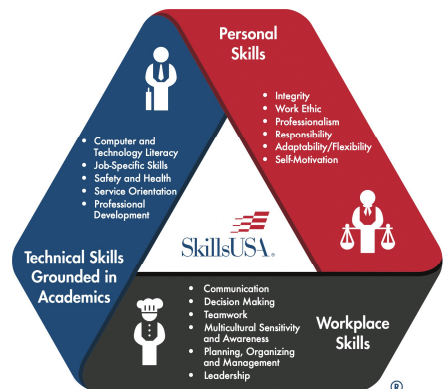 Personal
Skills
• Integrity
• Work Ethic
• Professionalism
• Responsibility
• Adaptability/Flexibility
• Self-Motivation
• Computer and
Technology Literacy
• Job-Specific Skills
• Safety and Health
• Service Orientation
• Professional
Development
Technical Skills
Grounded in
Academics
SkillsUSA®
• Communication
• Decision Making
• Teamwork
• Multicultural Sensitivity
and Awareness
• Planning, Organizing
and Management
• Leadership
Workplace
Skills
®